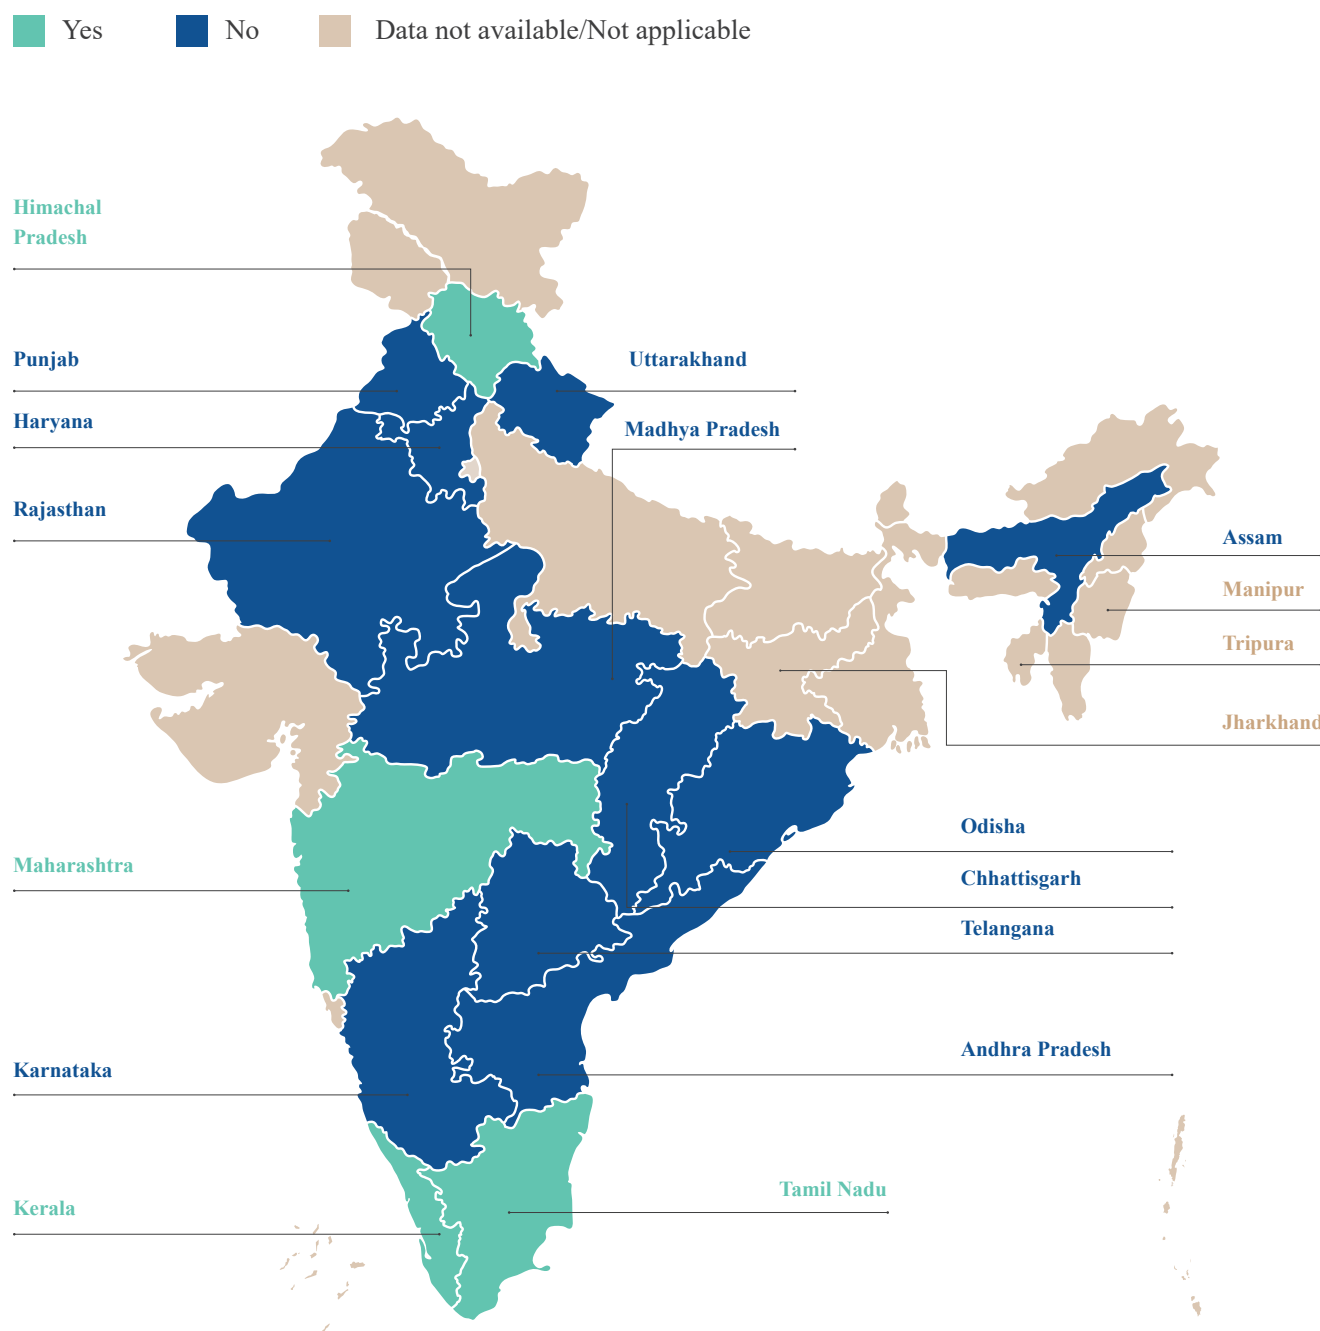 Yes No Data not available/Not applicable
Himachal
Pradesh
Punjab
Uttarakhand
Haryana
Madhya Pradesh
Rajasthan
Assam
Manipur
Tripura
Jharkhand
Odisha
Maharashtra
Chhattisgarh
Telangana
Andhra Pradesh
Karnataka
Tamil Nadu
Kerala